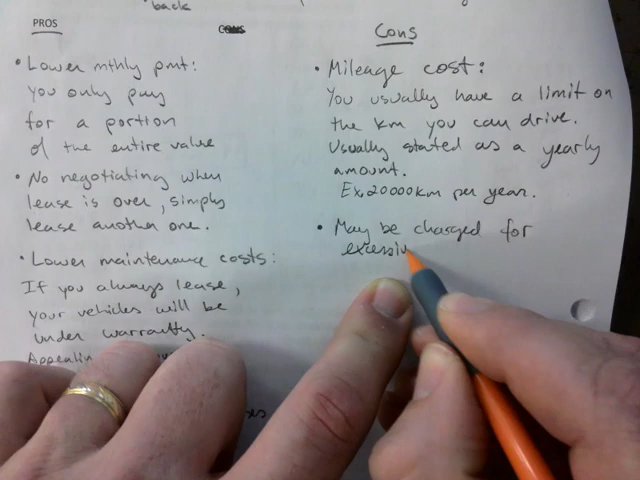 back
PROS
Cons
• Lower mthly pmt:
you only pay
for a portion
of the entire value
• No negotiating when
lease is over, simply
lease another one.
• Lower maintenance costs:
If you always lease,
your vehicles will be
under warranty.
Appealin
• Mileage cost:
You usually have a limit on
the km you can drive.
Usually stated as a yearly
amount.
Ex. 20000km per year.
• May be charged for
excessiv